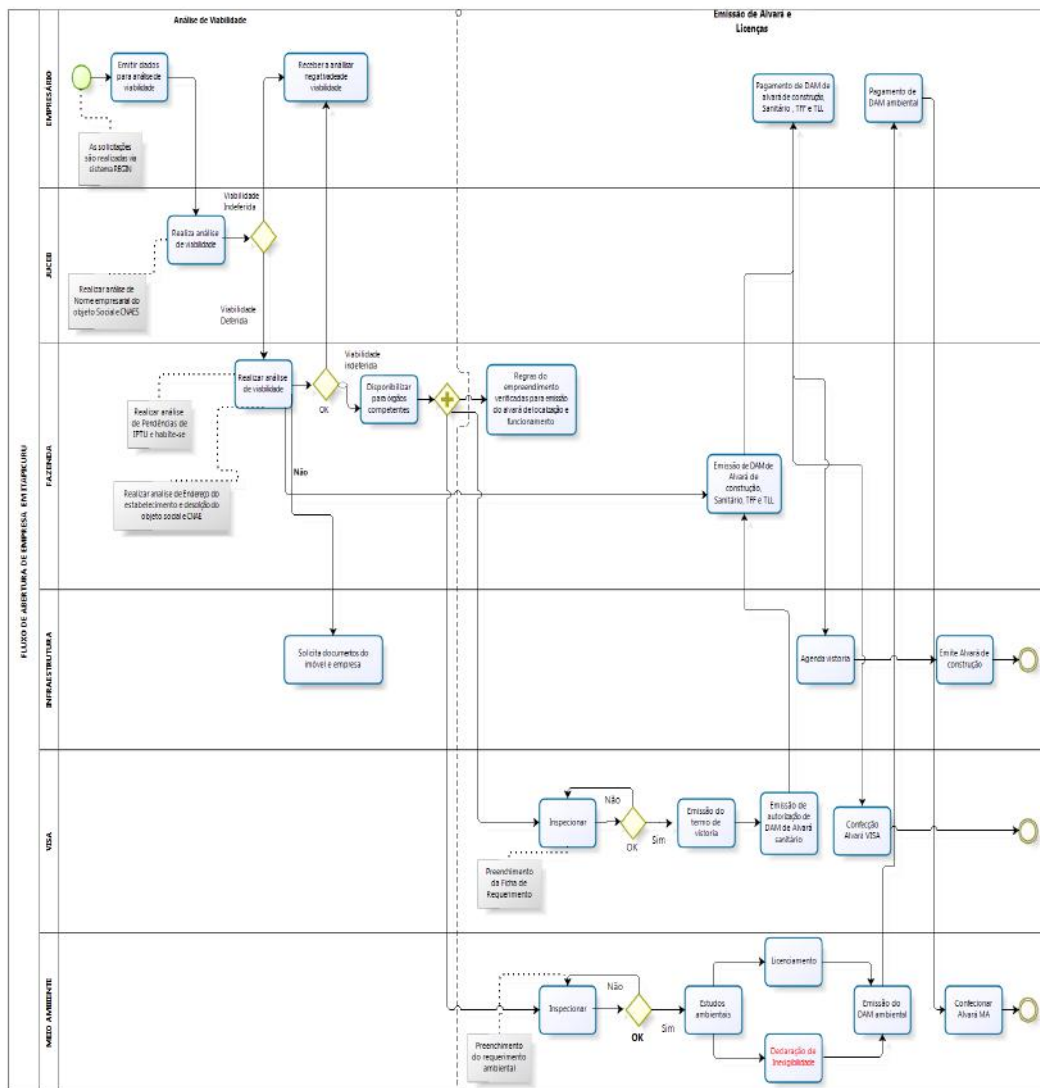 Análise de Viabilidade
Emissão de Alvará e
Licenças
FLUXO DE ABERTURA DE EMPRESA EM ITAPICURU
EMPRESÁRIO
Emitir dados
para análise de
viabilidade
Receber a análisar
negativadade
viabilidade
Pagamento de DAM de
alvará de construção,
Sanitário , TFF e TLL
Pagamento de
DAM ambiental
As solicitações
são realizadas via
sistema REGIN
JUCEB
Viabilidade
Indeferida
Realiza análise
de viabilidade
Realizar análise de
Nome empresarial do
objeto Social e CNAES
Viabilidade
Deferida
FAZENDA
Realizar análise
de viabilidade
Viabilidade
indeferida
OK
Disponibilizar
para órgãos
competentes
Regras do
empreendimento
verificadas para emissão
do alvará de localização e
funcionamento
Realizar análise
de Pendências de
IPTU e habite-se
Não
Realizar analise de Endereço do
estabelecimento e
objeto social e CNAE
Emissão de DAM de
Alvará de
construção,
Sanitário, TFF e TLL
INFRAESTRUTURA
Solicita documentos do
imóvel e empresa
Agenda vistoria
Emite Alvará de
construção
VISA
Inspecionar
Não
OK
Sim
Emissão do
termo de
vistoria
Emissão de
autorização de
DAM de Alvará
sanitário
Confecção
Alvará VISA
Preenchimento
da Ficha de
Requerimento
MEIO AMBIENTE
Inspecionar
Não
OK
Sim
Estudos
ambientais
Licenciamento
Declaração de
Inexigibilidade
Emissão do
DAM ambiental
Confecionar
Alvará MA
Preenchimento
do requerimento
ambiental